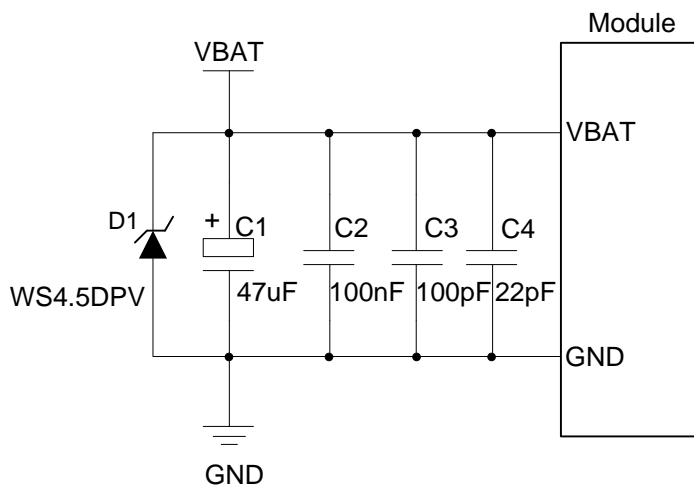 Module
VBAT
VBAT
D1
+
C1
C2
C3
C4
WS4.5DPV
47uF
100nF
100pF
22pF
GND
GND